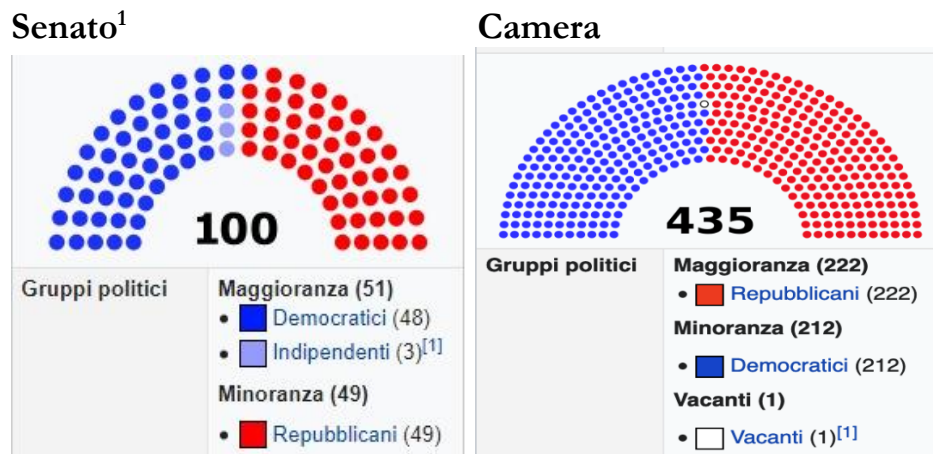 Senato¹
100
Gruppi politici
Maggioranza (51)
• Democratici (48)
• Indipendenti (3)[1]
Minoranza (49)
• Repubblicani (49)
Camera
435
Gruppi politici
Maggioranza (222)
• Repubblicani (222)
Minoranza (212)
• Democratici (212)
Vacanti (1)
• Vacanti (1)[1]